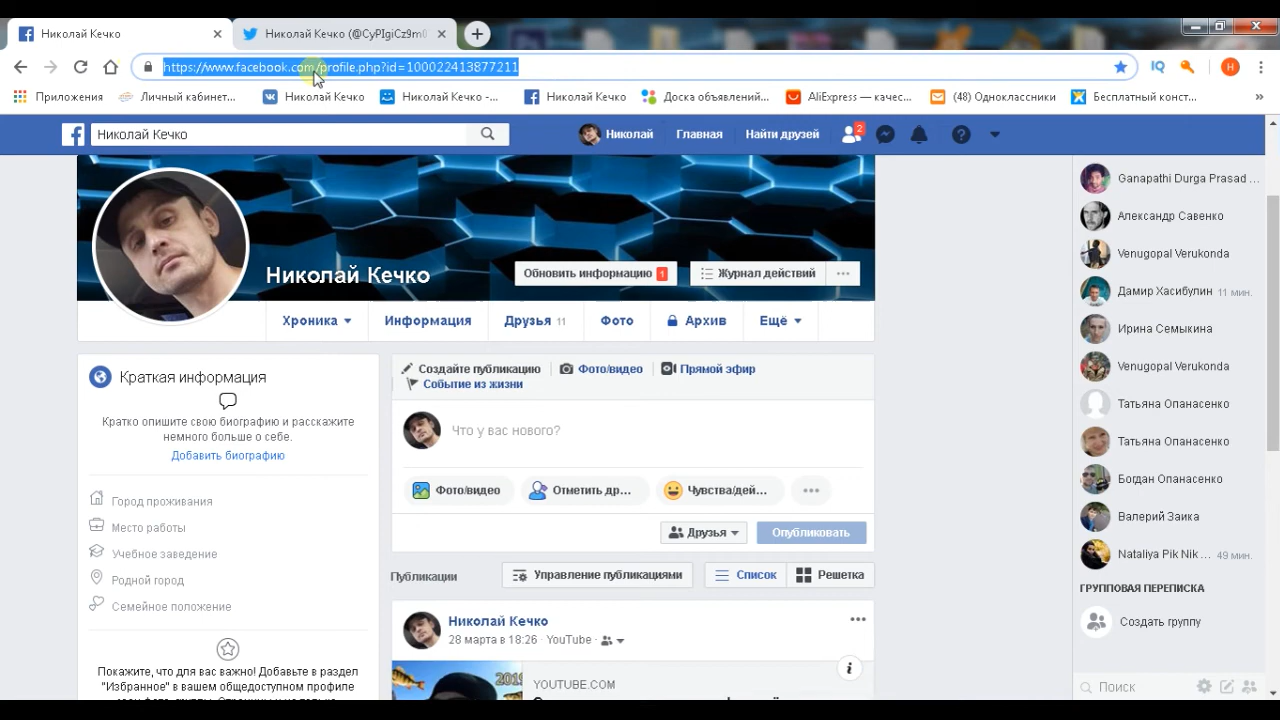 Николай Кечко
Николай Кечко (@CyPIgiCz9m0
https://www.facebook.com/profile.php?id=100022413877211
IQ
H
Приложения
Личный кабинет...
Николай Кечко
Николай Кечко -...
Николай Кечко
Доска объявлений...
AliExpress — качес...
(48) Одноклассники
Бесплатный конст...
»
Николай Кечко
Николай
Главная
Найти друзей
2
Николай Кечко
Обновить информацию 1
Журнал действий
Хроника
Информация
Друзья 11
Фото
Архив
Ещё
Краткая информация
Кратко опишите свою биографию и расскажите
немного больше о себе.
Добавить биографию
Город проживания
Место работы
Учебное заведение
Родной город
Семейное положение
Покажите, что для вас важно! Добавьте в раздел
"Избранное" в вашем общедоступном профиле
Создайте публикацию
Фото/видео
Прямой эфир
Событие из жизни
Что у вас нового?
Фото/видео
Отметить др...
Чувства/дей...
Друзья
Опубликовать
Публикации
Управление публикациями
Список
Решетка
Николай Кечко
28 марта в 18:26 · YouTube ·
2019
YOUTUBE.COM
Ganapathi Durga Prasad ...
Александр Савенко
Venugopal Verukonda
Дамир Хасибулин 11 мин.
Ирина Семыкина
Venugopal Verukonda
Татьяна Опанасенко
Татьяна Опанасенко
Богдан Опанасенко
Валерий Заика
Nataliya Pik Nik ... 49 мин.
ГРУППОВАЯ ПЕРЕПИСКА
Создать группу
Поиск